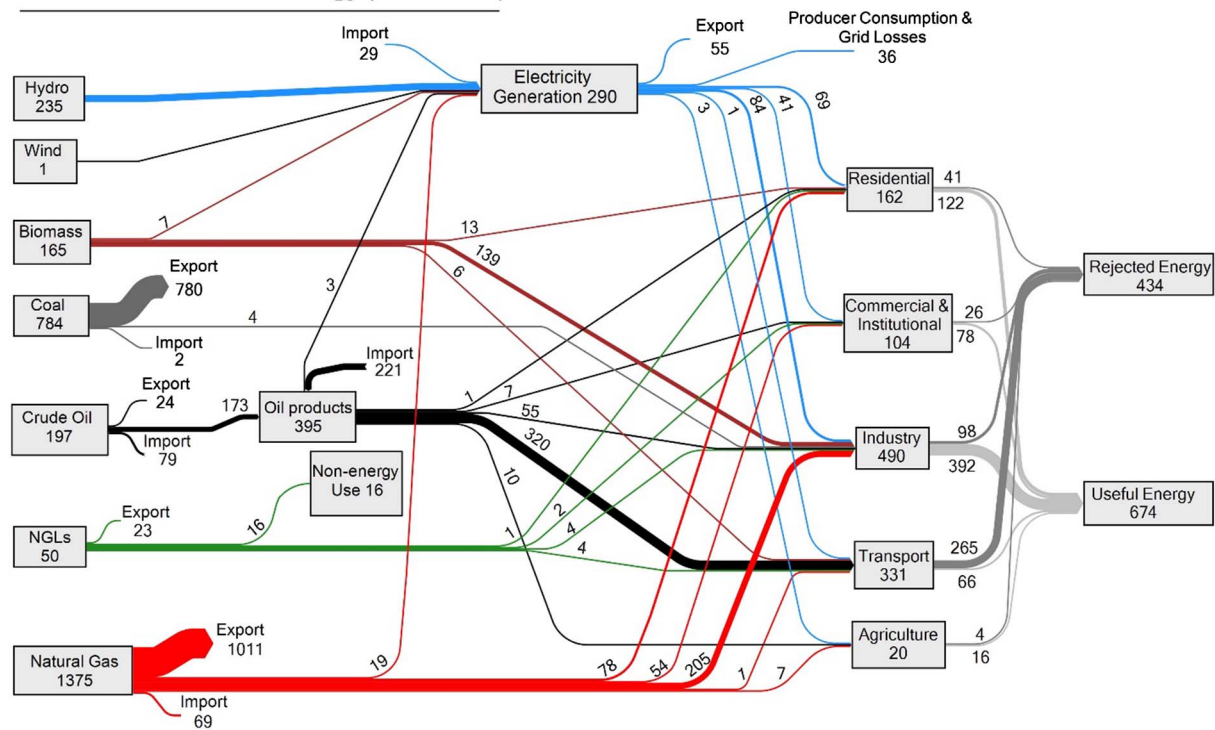 Import
29
Export
55
Producer Consumption &
Grid Losses
36
Hydro
235
Electricity
Generation 290
3
1
84
41
69
Wind
1
Residential
162
41
122
Biomass
165
7
13
139
6
Export
780
Coal
784
Import
2
4
3
Rejected Energy
434
Commercial &
Institutional
104
26
78
Import
221
Export
24
Crude Oil
197
Import
79
173
Oil products
395
1
7
55
320
10
Industry
490
98
392
Non-energy
Use 16
Useful Energy
674
Export
23
NGLs
50
16
1
2
4
4
Transport
331
265
66
Export
1011
Natural Gas
1375
Import
69
19
78
54
205
1
7
Agriculture
20
4
16